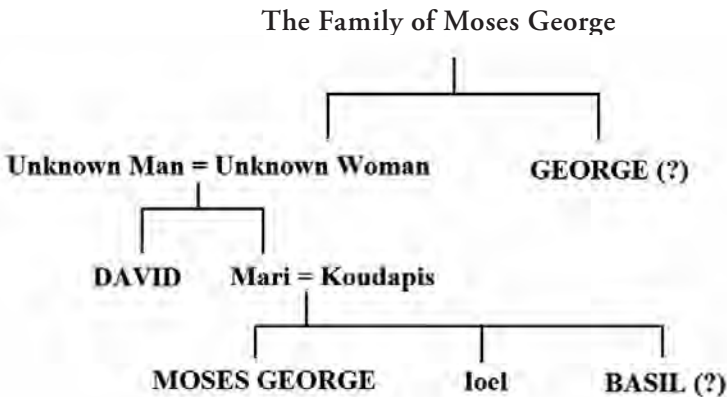 The Family of Moses George
Unknown Man = Unknown Woman GEORGE (?)
DAVID Mari = Koudapis
MOSES GEORGE Ioel BASIL (?)